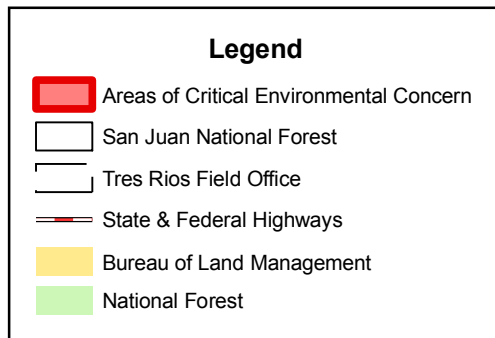 Legend
Areas of Critical Environmental Concern
San Juan National Forest
Tres Rios Field Office
State & Federal Highways
Bureau of Land Management
National Forest